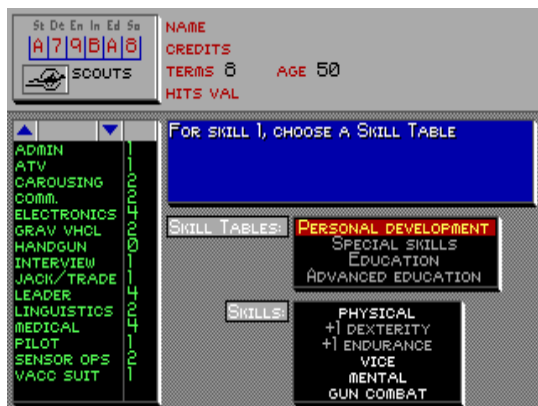 St De En In Ed So
A 7 9 B A 8
SCOUTS
NAME
CREDITS
TERMS 8 AGE 50
HITS VAL
ADMIN 1
ATV 1
CAROUSING 2
COMM. 2
ELECTRONICS 4
GRAV VHCL 2
HANDGUN 0
INTERVIEW 1
JACK/TRADE 1
LEADER 4
LINGUISTICS 2
MEDICAL 4
PILOT 1
SENSOR OPS 2
VACC SUIT 1
FOR SKILL 1, CHOOSE A SKILL TABLE
SKILL TABLES:
PERSONAL DEVELOPMENT
SPECIAL SKILLS
EDUCATION
ADVANCED EDUCATION
SKILLS:
PHYSICAL
+1 DEXTERITY
+1 ENDURANCE
VICE
MENTAL
GUN COMBAT